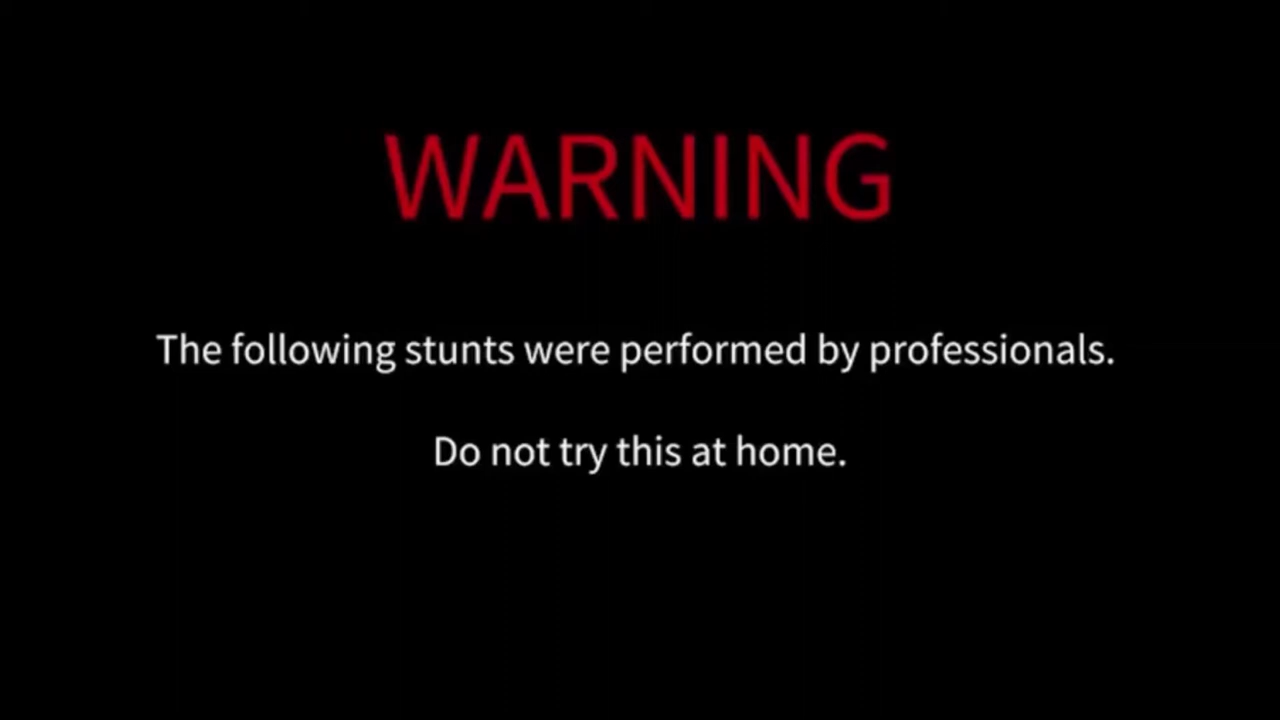 WARNING
The following stunts were performed by professionals.
Do not try this at home.